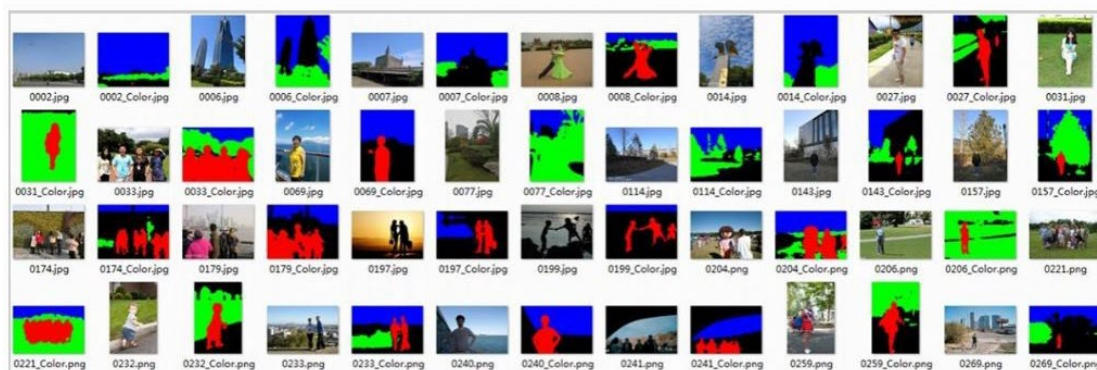 0002.jpg 0002_Color.jpg 0006.jpg 0006_Color.jpg 0007.jpg 0007_Color.jpg 0008.jpg 0008_Color.jpg 0014.jpg 0014_Color.jpg 0027.jpg 0027_Color.jpg 0031.jpg
0031_Color.jpg 0033.jpg 0033_Color.jpg 0069.jpg 0069_Color.jpg 0077.jpg 0077_Color.jpg 0114.jpg 0114_Color.jpg 0143.jpg 0143_Color.jpg 0157.jpg 0157_Color.jpg
0174.jpg 0174_Color.jpg 0179.jpg 0179_Color.jpg 0197.jpg 0197_Color.jpg 0199.jpg 0199_Color.jpg 0204.png 0204_Color.png 0206.png 0206_Color.png 0221.png
0221_Color.png 0232.png 0232_Color.png 0233.png 0233_Color.png 0240.png 0240_Color.png 0241.png 0241_Color.png 0259.png 0259_Color.png 0269.png 0269_Color.png